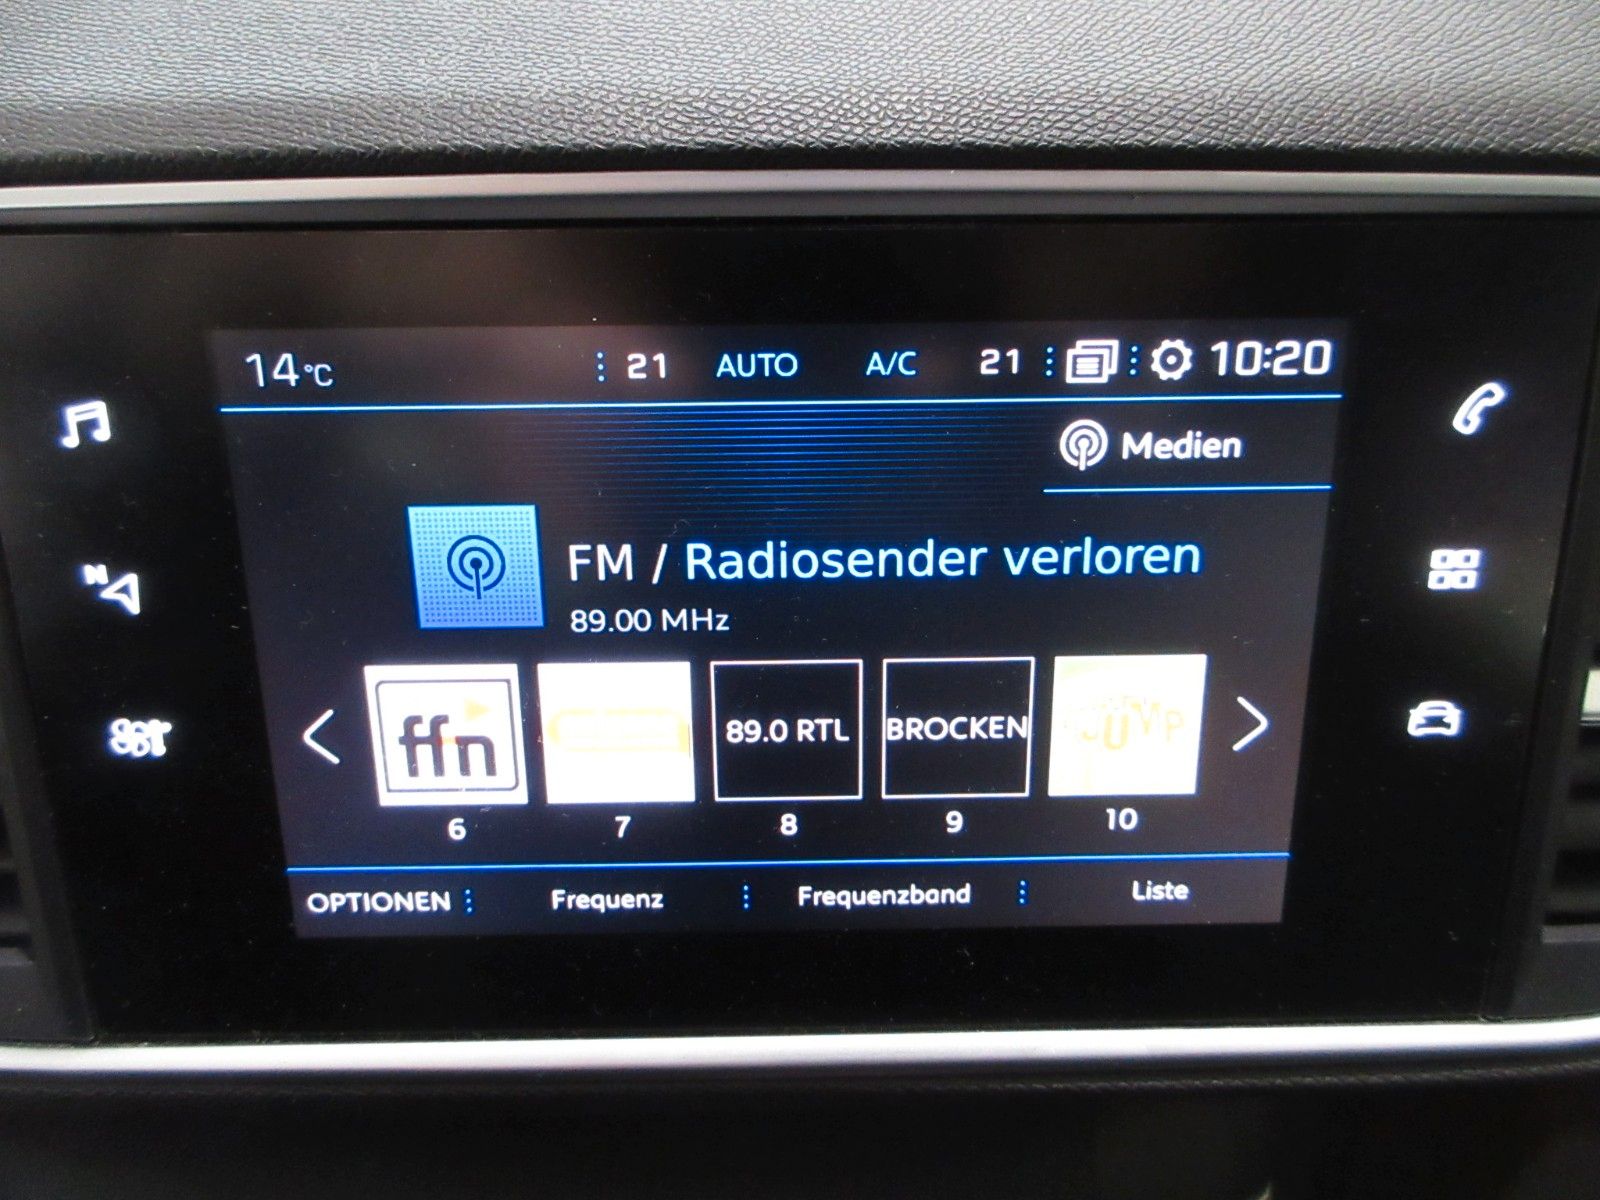 14°C 21 AUTO A/C 21 10:20
Medien
FM / Radiosender verloren
89.00 MHz
N
ffn 89.0 RTL BROCKEN JUMP
6 7 8 9 10
OPTIONEN Frequenz Frequenzband Liste